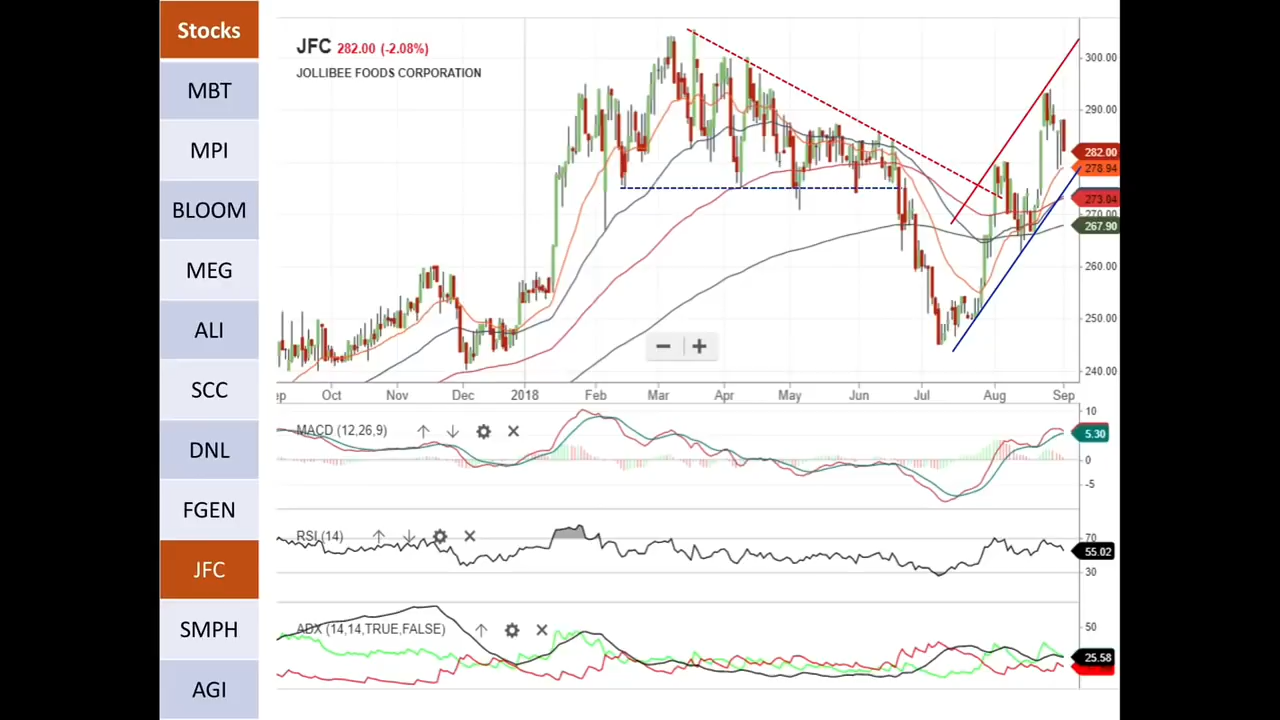 Stocks
MBT
MPI
BLOOM
MEG
ALI
SCC
DNL
FGEN
JFC
SMPH
AGI
JFC 282.00 (-2.08%)
JOLLIBEE FOODS CORPORATION
300.00
290.00
282.00
278.94
273.04
270.00
267.90
260.00
250.00
240.00
Oct Nov Dec 2018 Feb Mar Apr May Jun Jul Aug Sep
MACD (12,26,9)
10
5.30
0
-5
RSI (14)
70
55.02
30
ADX (14,14,TRUE,FALSE)
50
25.58